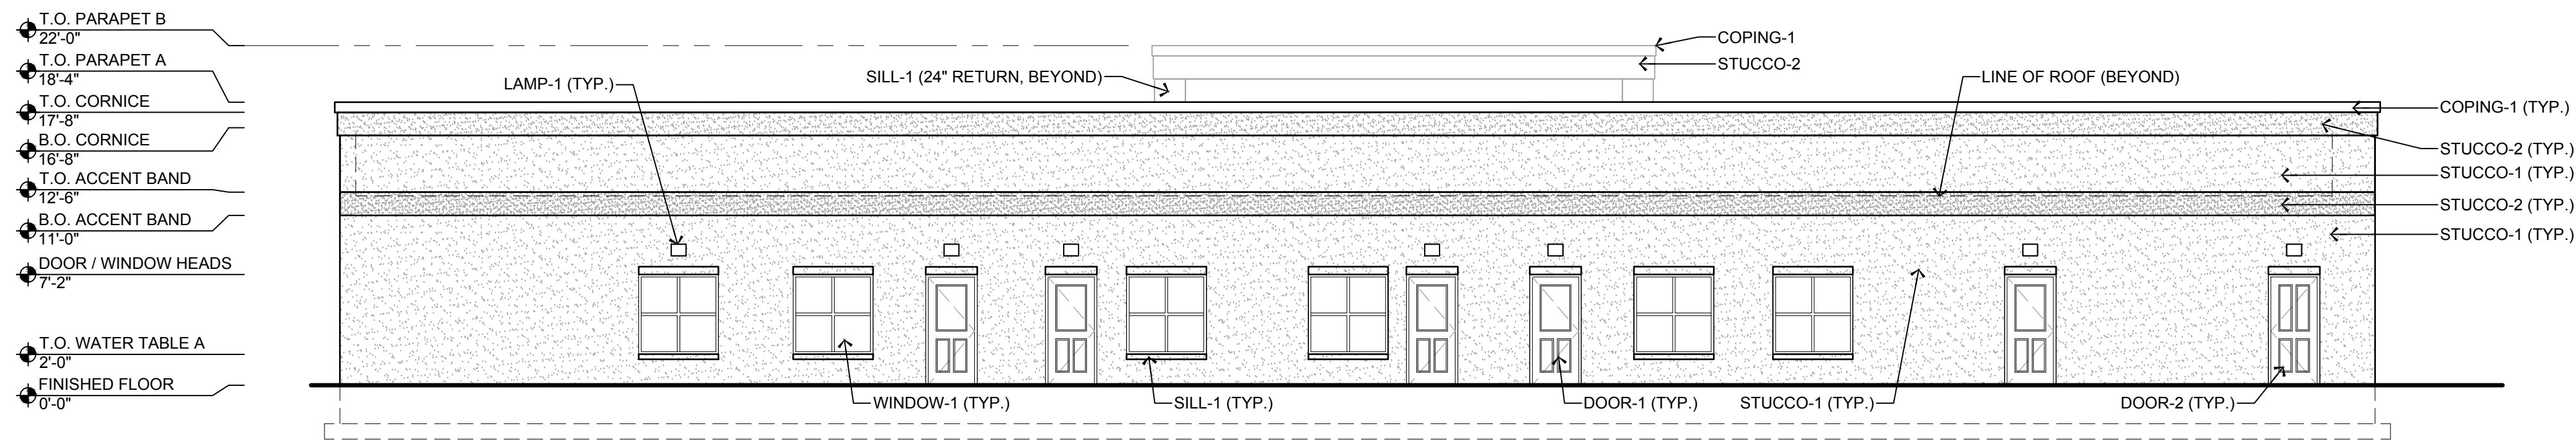 T.O. PARAPET B
22'-0"
T.O. PARAPET A
18'-4"
T.O. CORNICE
17'-8"
B.O. CORNICE
16'-8"
T.O. ACCENT BAND
12'-6"
B.O. ACCENT BAND
11'-0"
DOOR / WINDOW HEADS
7'-2"
T.O. WATER TABLE A
2'-0"
FINISHED FLOOR
0'-0"
LAMP-1 (TYP.)
SILL-1 (24" RETURN, BEYOND)
COPING-1
STUCCO-2
LINE OF ROOF (BEYOND)
COPING-1 (TYP.)
STUCCO-2 (TYP.)
STUCCO-1 (TYP.)
STUCCO-2 (TYP.)
STUCCO-1 (TYP.)
WINDOW-1 (TYP.)
SILL-1 (TYP.)
DOOR-1 (TYP.)
STUCCO-1 (TYP.)
DOOR-2 (TYP.)